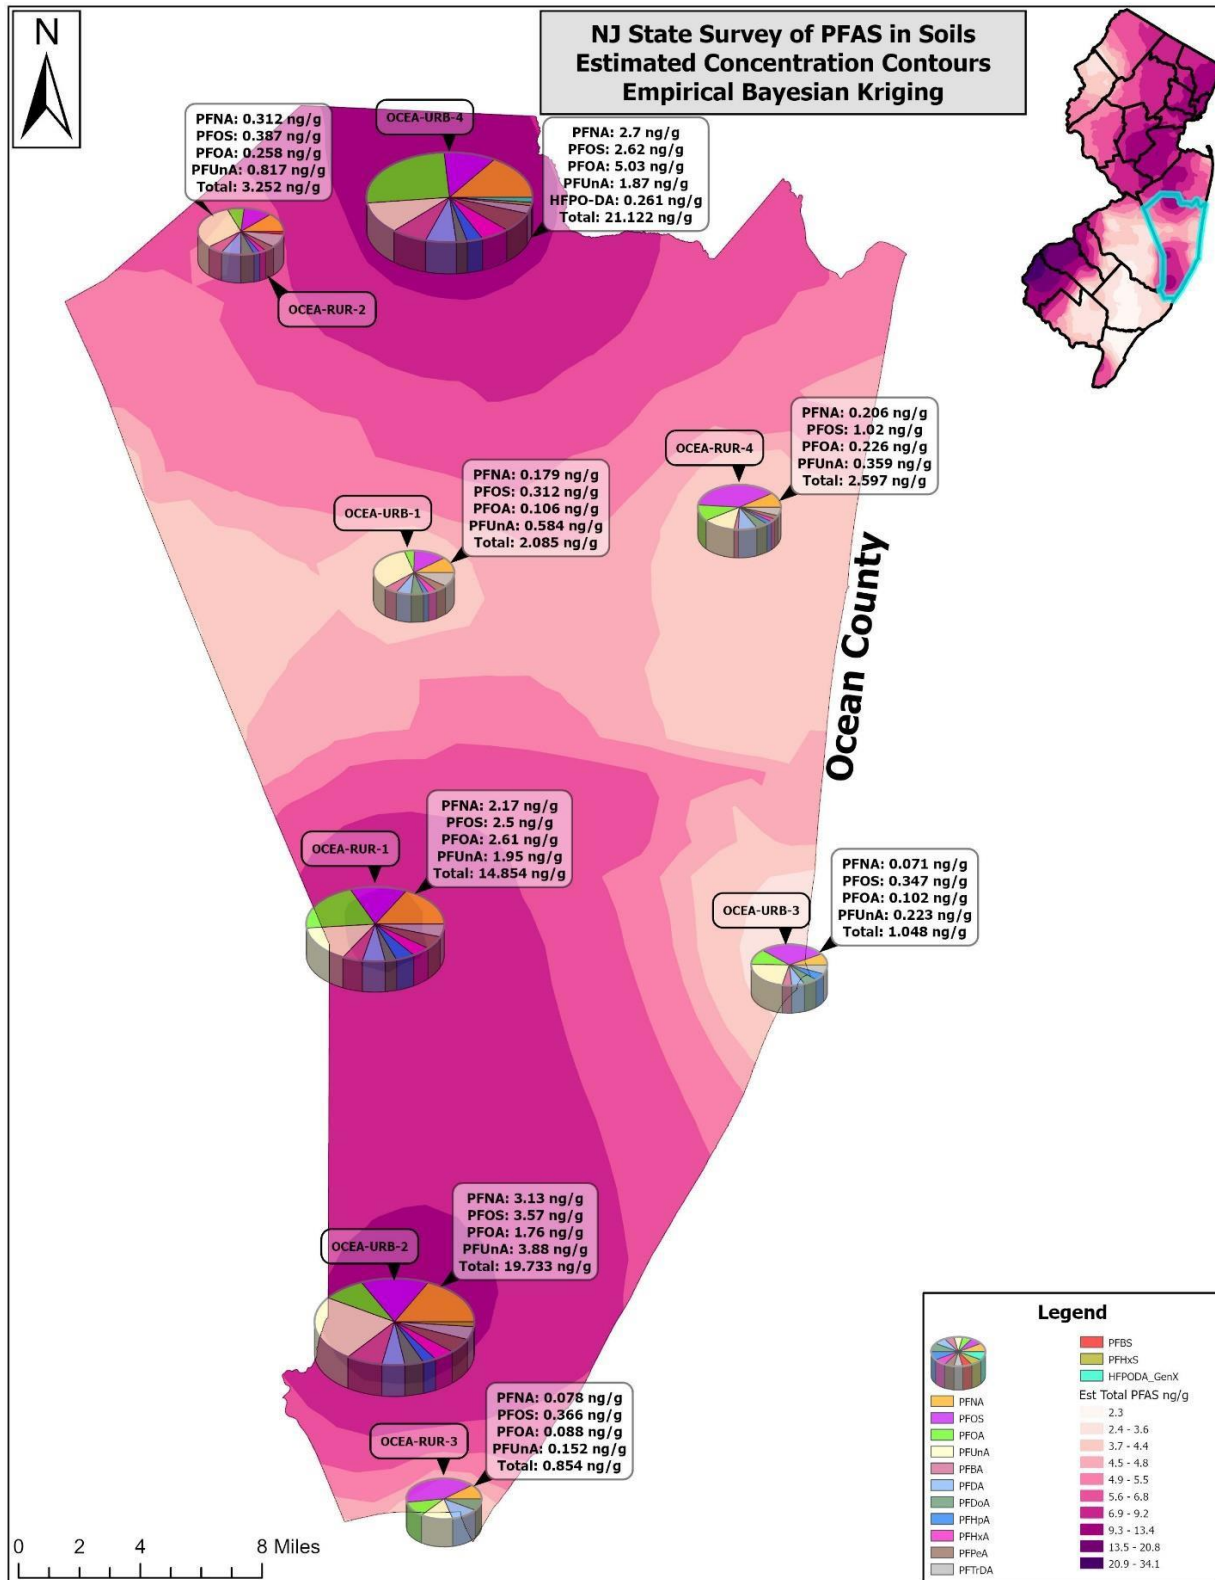 N
NJ State Survey of PFAS in Soils
Estimated Concentration Contours
Empirical Bayesian Kriging
PFNA: 0.312 ng/g
PFOS: 0.387 ng/g
PFOA: 0.258 ng/g
PFUnA: 0.817 ng/g
Total: 3.252 ng/g
OCEA-RUR-2
OCEA-URB-4
PFNA: 2.7 ng/g
PFOS: 2.62 ng/g
PFOA: 5.03 ng/g
PFUnA: 1.87 ng/g
HFPO-DA: 0.261 ng/g
Total: 21.122 ng/g
OCEA-RUR-4
PFNA: 0.206 ng/g
PFOS: 1.02 ng/g
PFOA: 0.226 ng/g
PFUnA: 0.359 ng/g
Total: 2.597 ng/g
OCEA-URB-1
PFNA: 0.179 ng/g
PFOS: 0.312 ng/g
PFOA: 0.106 ng/g
PFUnA: 0.584 ng/g
Total: 2.085 ng/g
Ocean County
OCEA-RUR-1
PFNA: 2.17 ng/g
PFOS: 2.5 ng/g
PFOA: 2.61 ng/g
PFUnA: 1.95 ng/g
Total: 14.854 ng/g
OCEA-URB-3
PFNA: 0.071 ng/g
PFOS: 0.347 ng/g
PFOA: 0.102 ng/g
PFUnA: 0.223 ng/g
Total: 1.048 ng/g
OCEA-URB-2
PFNA: 3.13 ng/g
PFOS: 3.57 ng/g
PFOA: 1.76 ng/g
PFUnA: 3.88 ng/g
Total: 19.733 ng/g
OCEA-RUR-3
PFNA: 0.078 ng/g
PFOS: 0.366 ng/g
PFOA: 0.088 ng/g
PFUnA: 0.152 ng/g
Total: 0.854 ng/g
0 2 4 8 Miles
Legend
PFNA
PFOS
PFOA
PFUnA
PFBA
PFDA
PFDoA
PFHpA
PFHxA
PFPeA
PFTrDA
PFBS
PFHxS
HFPODA_GenX
Est Total PFAS ng/g
2.3
2.4 - 3.6
3.7 - 4.4
4.5 - 4.8
4.9 - 5.5
5.6 - 6.8
6.9 - 9.2
9.3 - 13.4
13.5 - 20.8
20.9 - 34.1